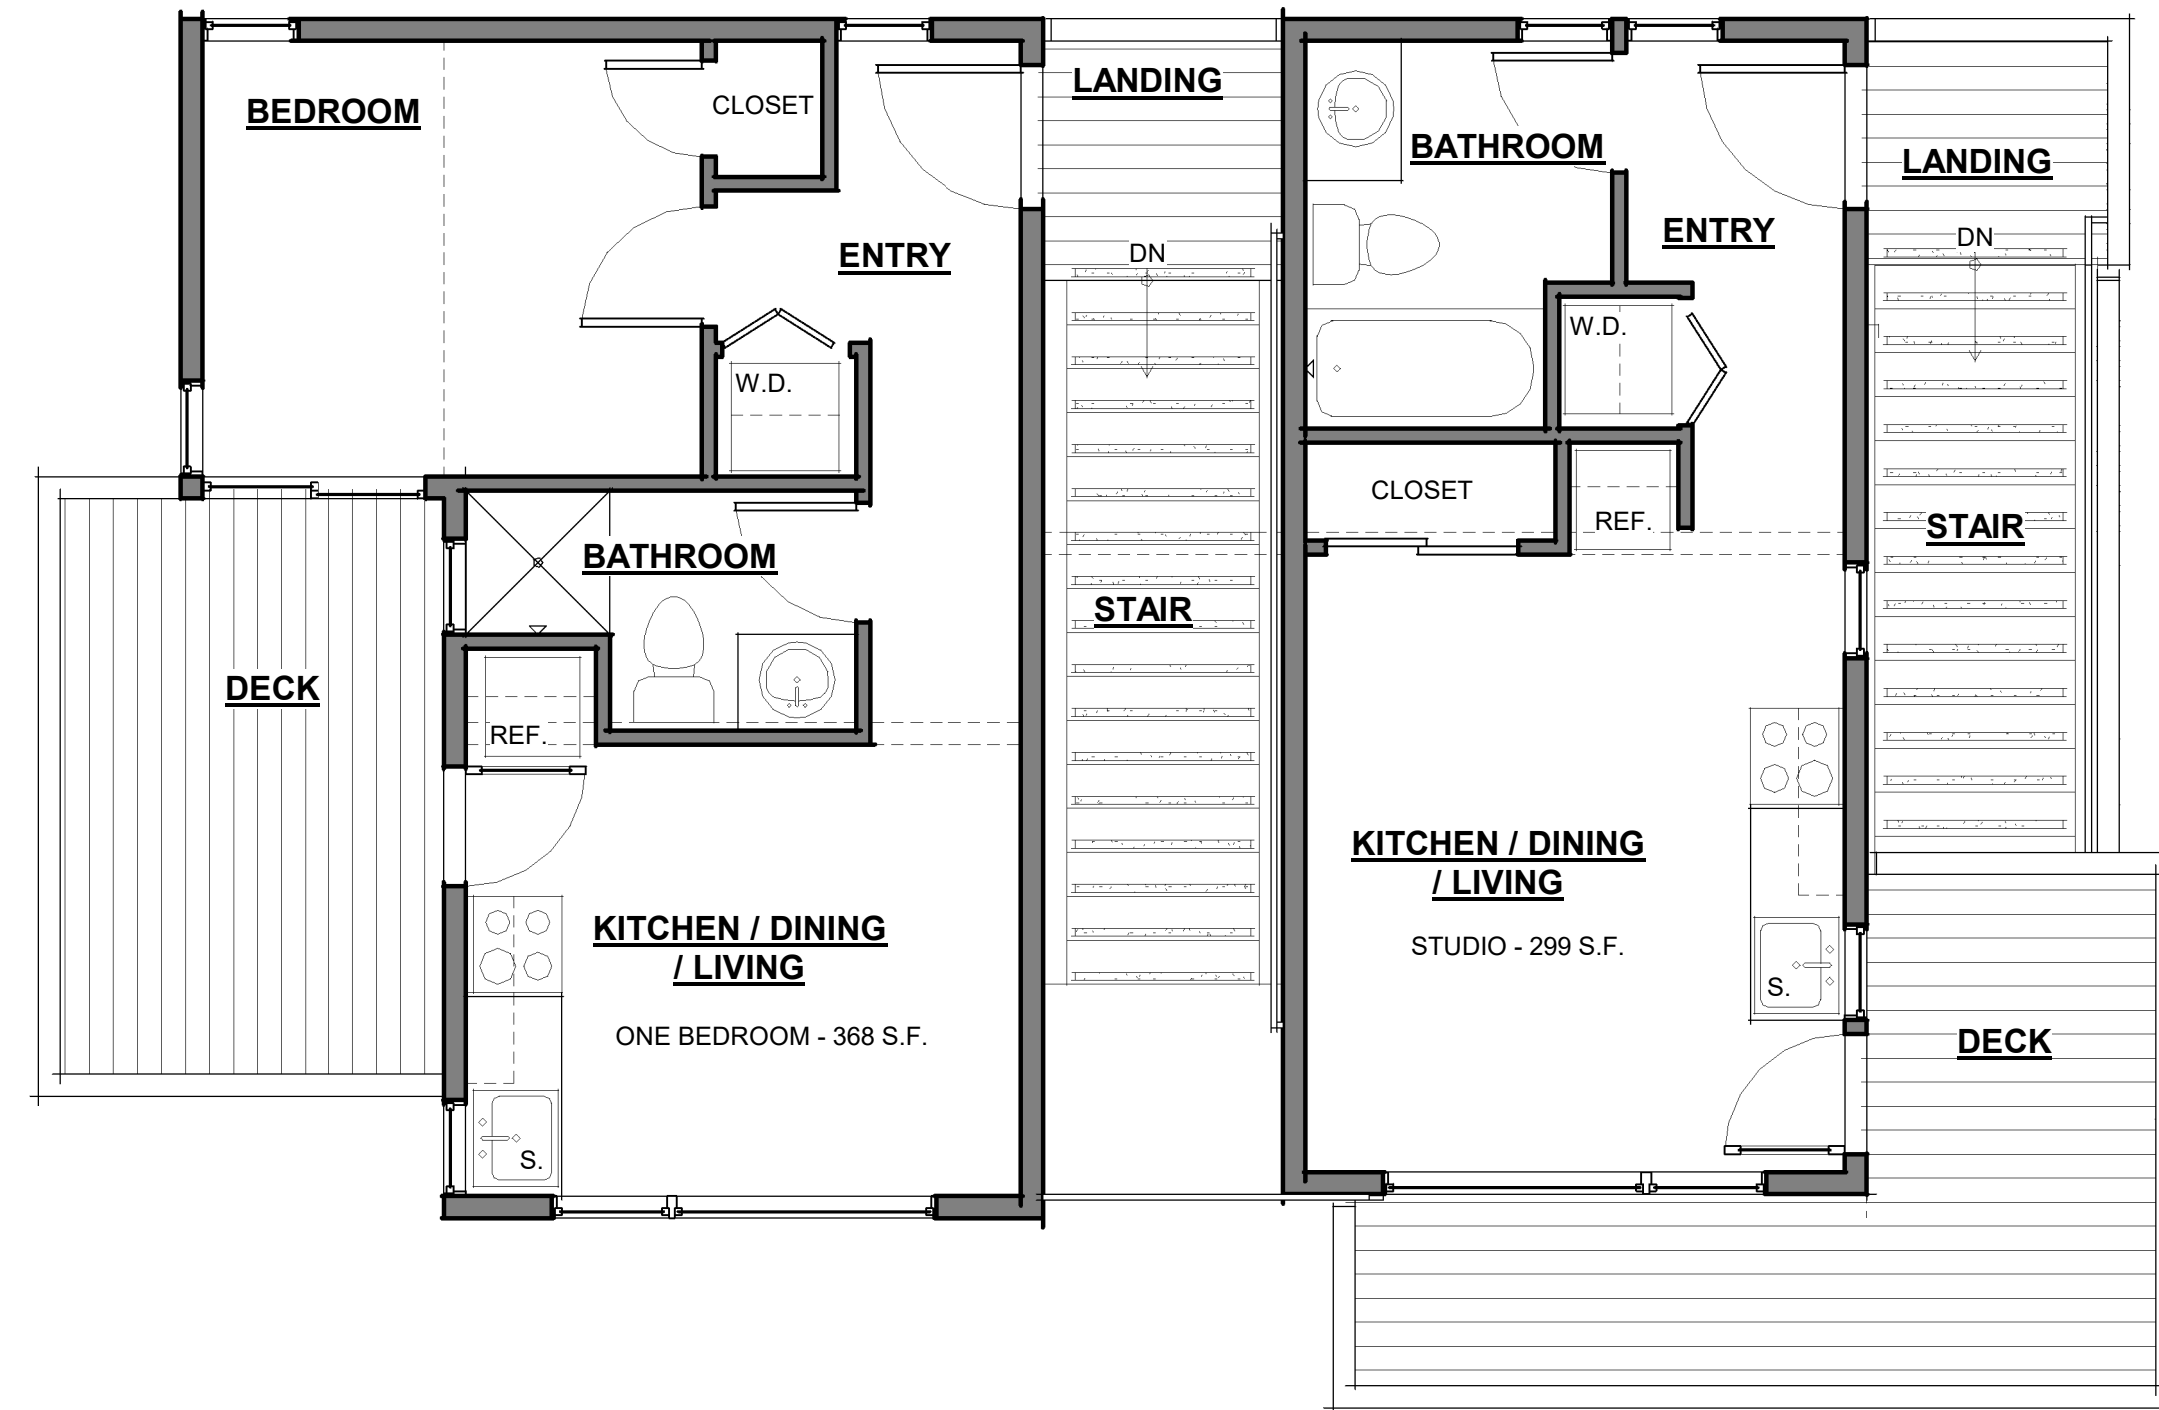 LANDING
BEDROOM
CLOSET
BATHROOM
LANDING
ENTRY
DN
DN
ENTRY
W.D.
W.D.
CLOSET
REF.
STAIR
BATHROOM
STAIR
DECK
REF.
KITCHEN / DINING
/ LIVING
STUDIO - 299 S.F.
KITCHEN / DINING
/ LIVING
ONE BEDROOM - 368 S.F.
S.
DECK
S.